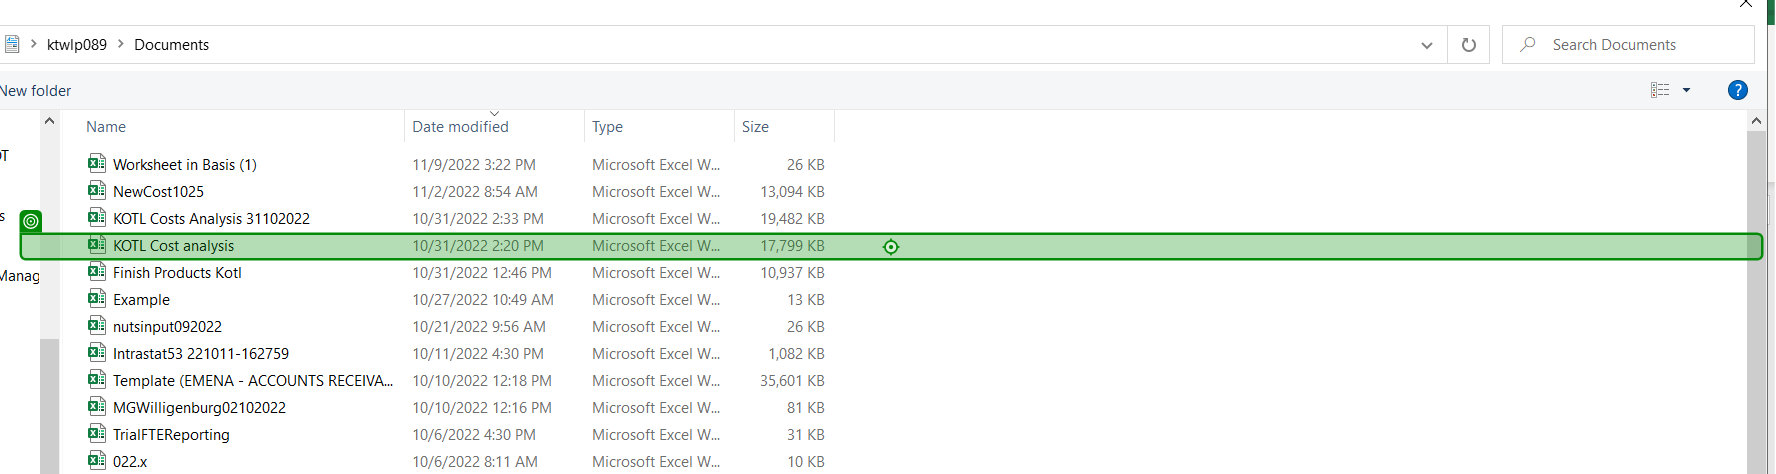 ktwlp089 > Documents
Search Documents
New folder
Name Date modified Type Size
Worksheet in Basis (1) 11/9/2022 3:22 PM Microsoft Excel W... 26 KB
NewCost1025 11/2/2022 8:54 AM Microsoft Excel W... 13,094 KB
KOTL Costs Analysis 31102022 10/31/2022 2:33 PM Microsoft Excel W... 19,482 KB
KOTL Cost analysis 10/31/2022 2:20 PM Microsoft Excel W... 17,799 KB
Finish Products Kotl 10/31/2022 12:46 PM Microsoft Excel W... 10,937 KB
Example 10/27/2022 10:49 AM Microsoft Excel W... 13 KB
nutsinput092022 10/21/2022 9:56 AM Microsoft Excel W... 26 KB
Intrastat53 221011-162759 10/11/2022 4:30 PM Microsoft Excel W... 1,082 KB
Template (EMENA - ACCOUNTS RECEIVA... 10/10/2022 12:18 PM Microsoft Excel W... 35,601 KB
MGWilligenburg02102022 10/10/2022 12:16 PM Microsoft Excel W... 81 KB
TrialFTEReporting 10/6/2022 4:30 PM Microsoft Excel W... 31 KB
022.x 10/6/2022 8:11 AM Microsoft Excel W... 10 KB
OT
s
Manag